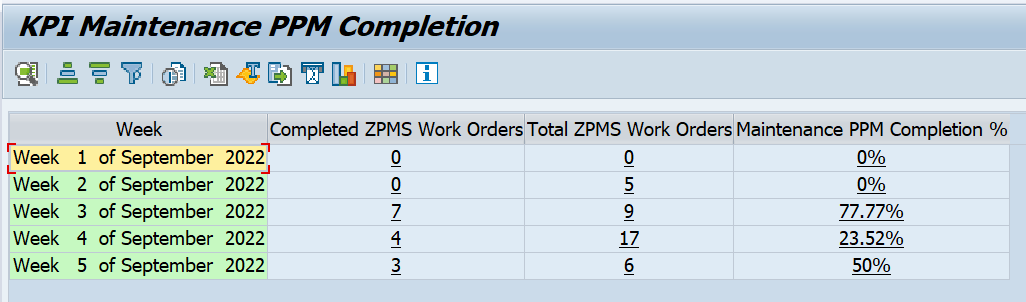 KPI Maintenance PPM Completion
Week Completed ZPMS Work Orders Total ZPMS Work Orders Maintenance PPM Completion %
Week 1 of September 2022 0 0 0%
Week 2 of September 2022 0 5 0%
Week 3 of September 2022 7 9 77.77%
Week 4 of September 2022 4 17 23.52%
Week 5 of September 2022 3 6 50%